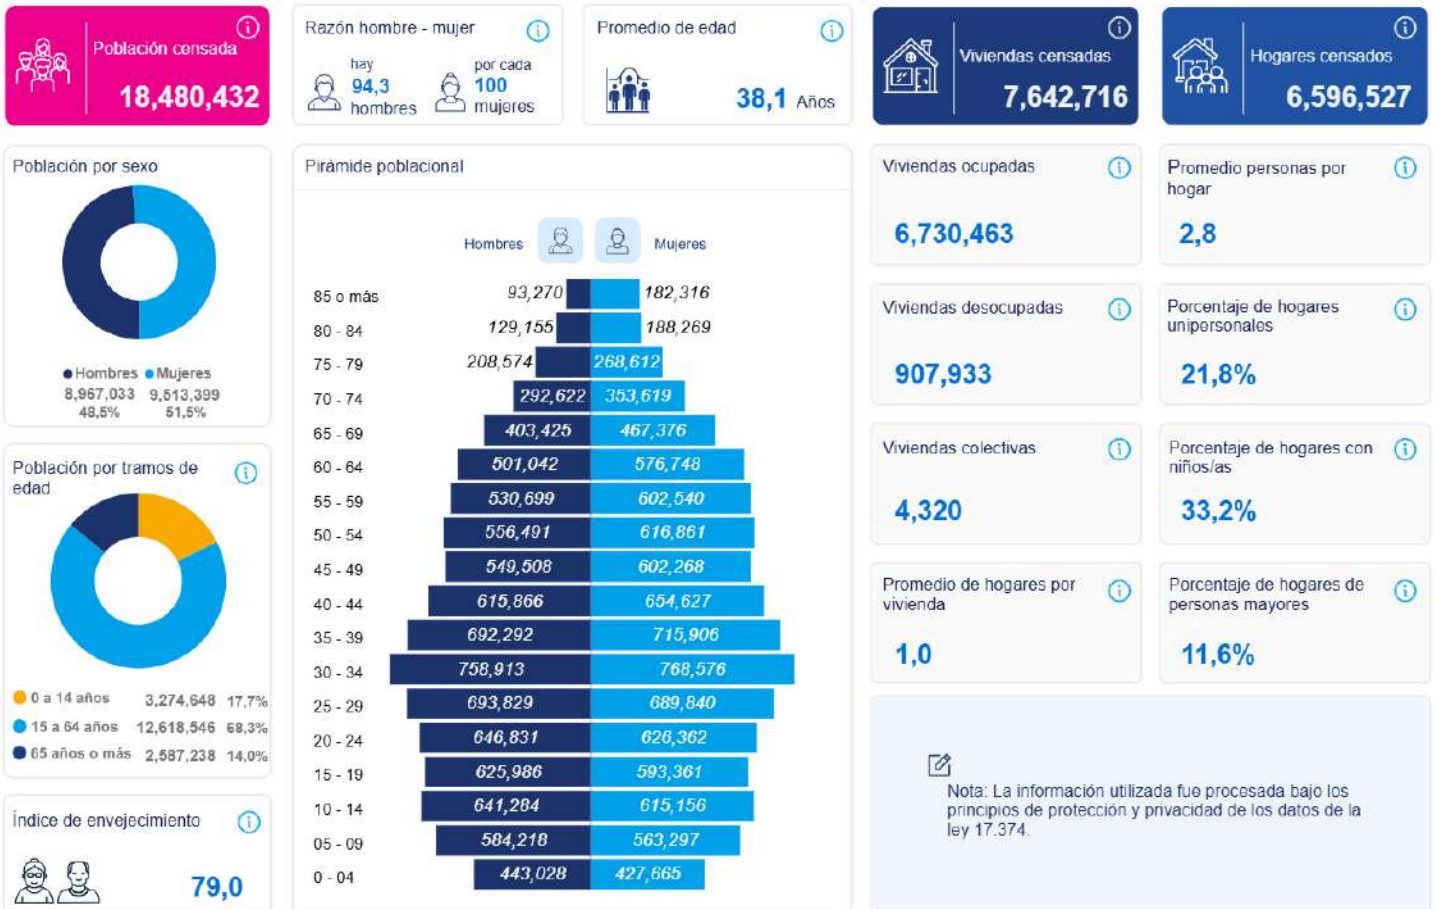 Población censada
18,480,432
Razón hombre - mujer
hay
94,3
hombres
por cada
100
mujeres
Promedio de edad
38,1 Años
Viviendas censadas
7,642,716
Hogares censados
6,596,527
Población por sexo
Hombres Mujeres
8,967,033 9,513,399
48,5% 51,5%
Población por tramos de
edad
0 a 14 años 3,274,648 17,7%
15 a 64 años 12,618,546 68,3%
65 años o más 2,587,238 14,0%
Índice de envejecimiento
79,0
Pirámide poblacional
Hombres Mujeres
85 o más 93,270 182,316
80 - 84 129,155 188,269
75 - 79 208,574 268,612
70 - 74 292,622 353,619
65 - 69 403,425 467,376
60 - 64 501,042 576,748
55 - 59 530,699 602,540
50 - 54 556,491 616,861
45 - 49 549,508 602,268
40 - 44 615,866 654,627
35 - 39 692,292 715,906
30 - 34 758,913 768,576
25 - 29 693,829 689,840
20 - 24 646,831 626,362
15 - 19 625,986 593,361
10 - 14 641,284 615,156
05 - 09 584,218 563,297
0 - 04 443,028 427,665
Viviendas ocupadas
6,730,463
Promedio personas por
hogar
2,8
Viviendas desocupadas
907,933
Porcentaje de hogares
unipersonales
21,8%
Viviendas colectivas
4,320
Porcentaje de hogares con
niños/as
33,2%
Promedio de hogares por
vivienda
1,0
Porcentaje de hogares de
personas mayores
11,6%
Nota: La información utilizada fue procesada bajo los
principios de protección y privacidad de los datos de la
ley 17.374.